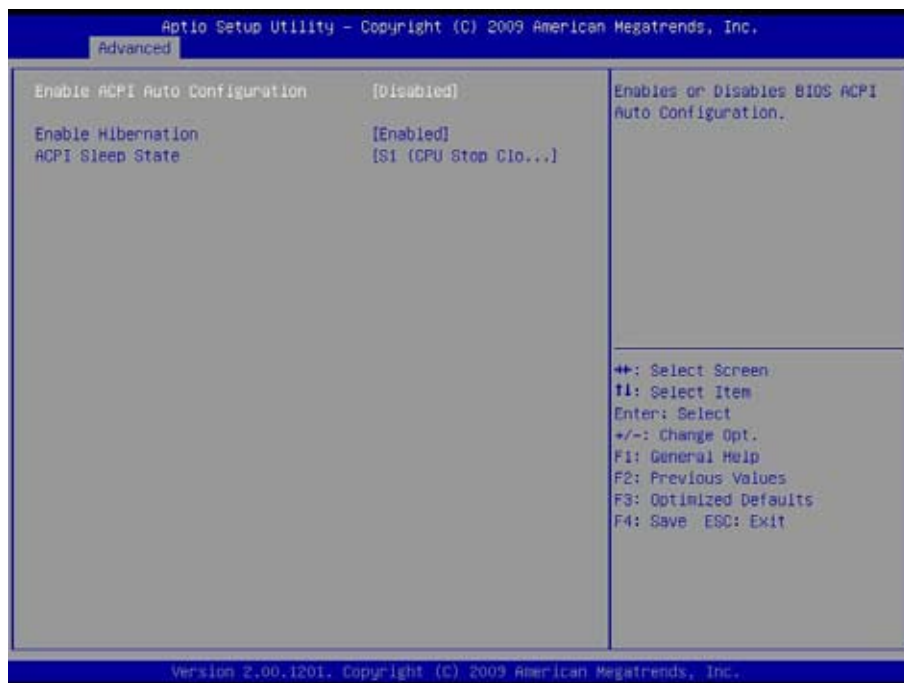 Aptio Setup Utility – Copyright (C) 2009 American Megatrends, Inc.
Advanced
Enable ACPI Auto Configuration [Disabled]
Enable Hibernation [Enabled]
ACPI Sleep State [S1 (CPU Stop Clo...]
Enables or Disables BIOS ACPI
Auto Configuration.
→←: Select Screen
↑↓: Select Item
Enter: Select
+/-: Change Opt.
F1: General Help
F2: Previous Values
F3: Optimized Defaults
F4: Save ESC: Exit
Version 2.00.1201. Copyright (C) 2009 American Megatrends, Inc.